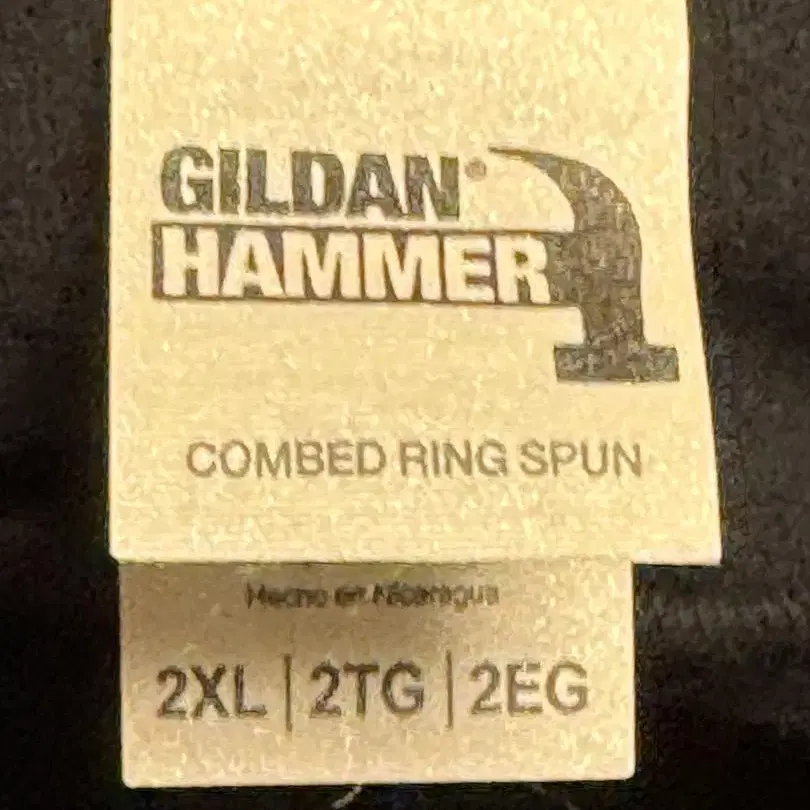 GILDAN®
HAMMER
COMBED RING SPUN
Hecho en Nicaragua
2XL | 2TG | 2EG